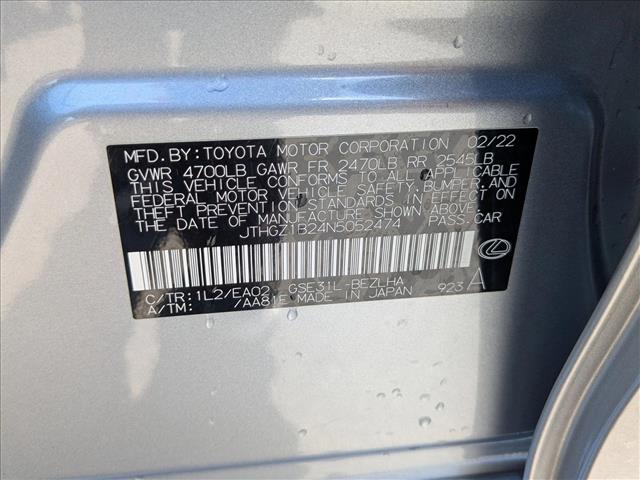 MFD.BY:TOYOTA MOTOR CORPORATION 02/22
GVWR 4700LB GAWR FR 2470LB RR 2545LB
THIS VEHICLE CONFORMS TO ALL APPLICABLE
FEDERAL MOTOR VEHICLE SAFETY,BUMPER,AND
THEFT PREVENTION STANDARDS IN EFFECT ON
THE DATE OF MANUFACTURE SHOWN ABOVE.
JTHGZ1B24N5052474 PASS.CAR
C/TR:1L2/EA02 GSE31L-BEZLHA
A/TM: /AA81E MADE IN JAPAN 923 A